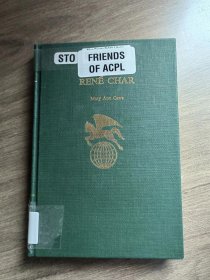 STO
FRIENDS
OF ACPL
RENÉ CHAR
Mary Ann Caws